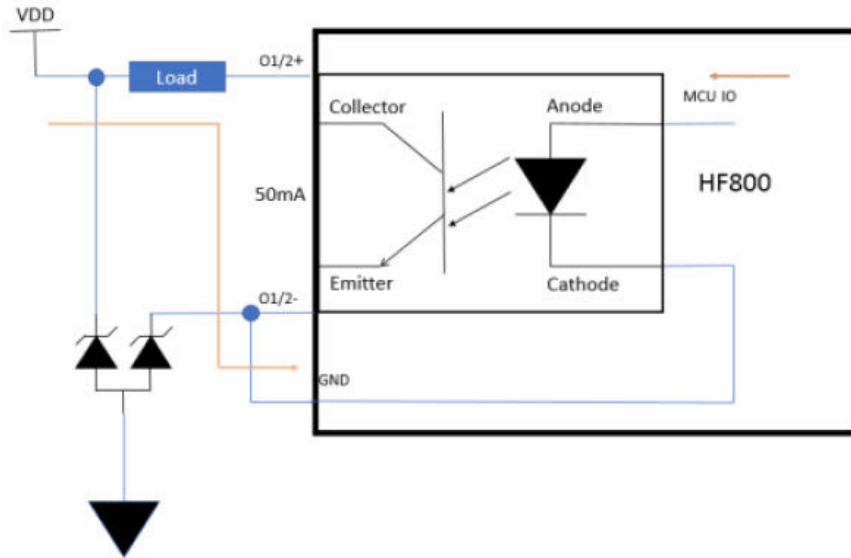 VDD
O1/2+
Load
Collector
Anode
MCU IO
50mA
HF800
Emitter
Cathode
O1/2-
GND